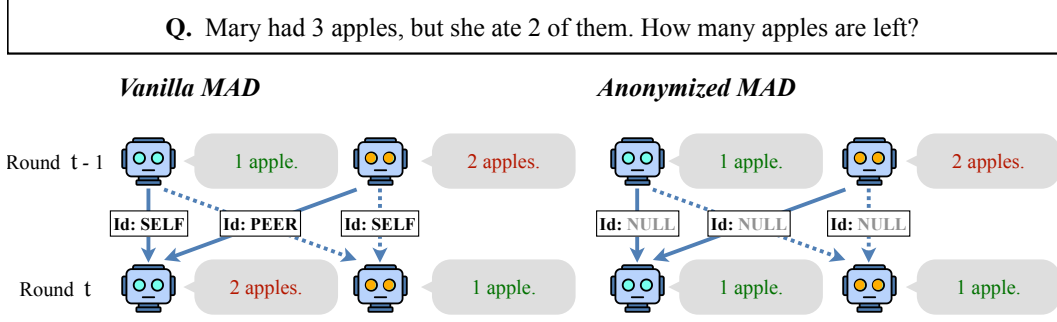 Q. Mary had 3 apples, but she ate 2 of them. How many apples are left?
Vanilla MAD
Anonymized MAD
Round t - 1
1 apple.
2 apples.
1 apple.
2 apples.
Id: SELF
Id: PEER
Id: SELF
Id: NULL
Id: NULL
Id: NULL
Round t
2 apples.
1 apple.
1 apple.
1 apple.